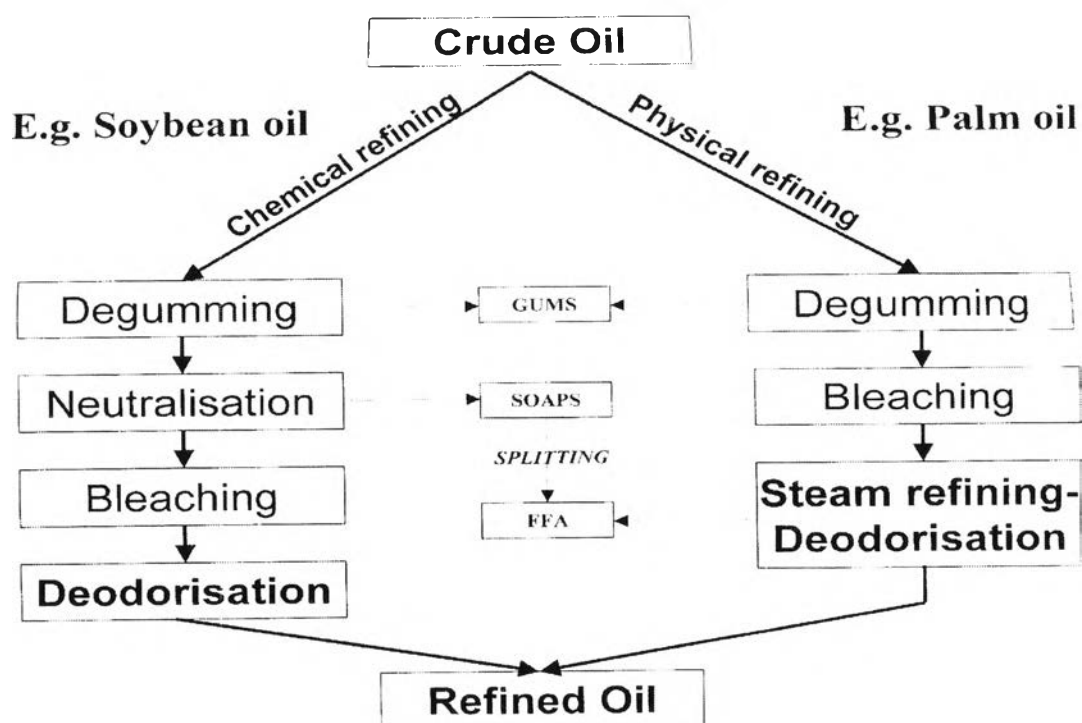 Crude Oil
E.g. Soybean oil
E.g. Palm oil
Chemical refining
Physical refining
Degumming
GUMS
Degumming
Neutralisation
SOAPS
Bleaching
SPLITTING
Bleaching
FFA
Steam refining-
Deodorisation
Deodorisation
Refined Oil